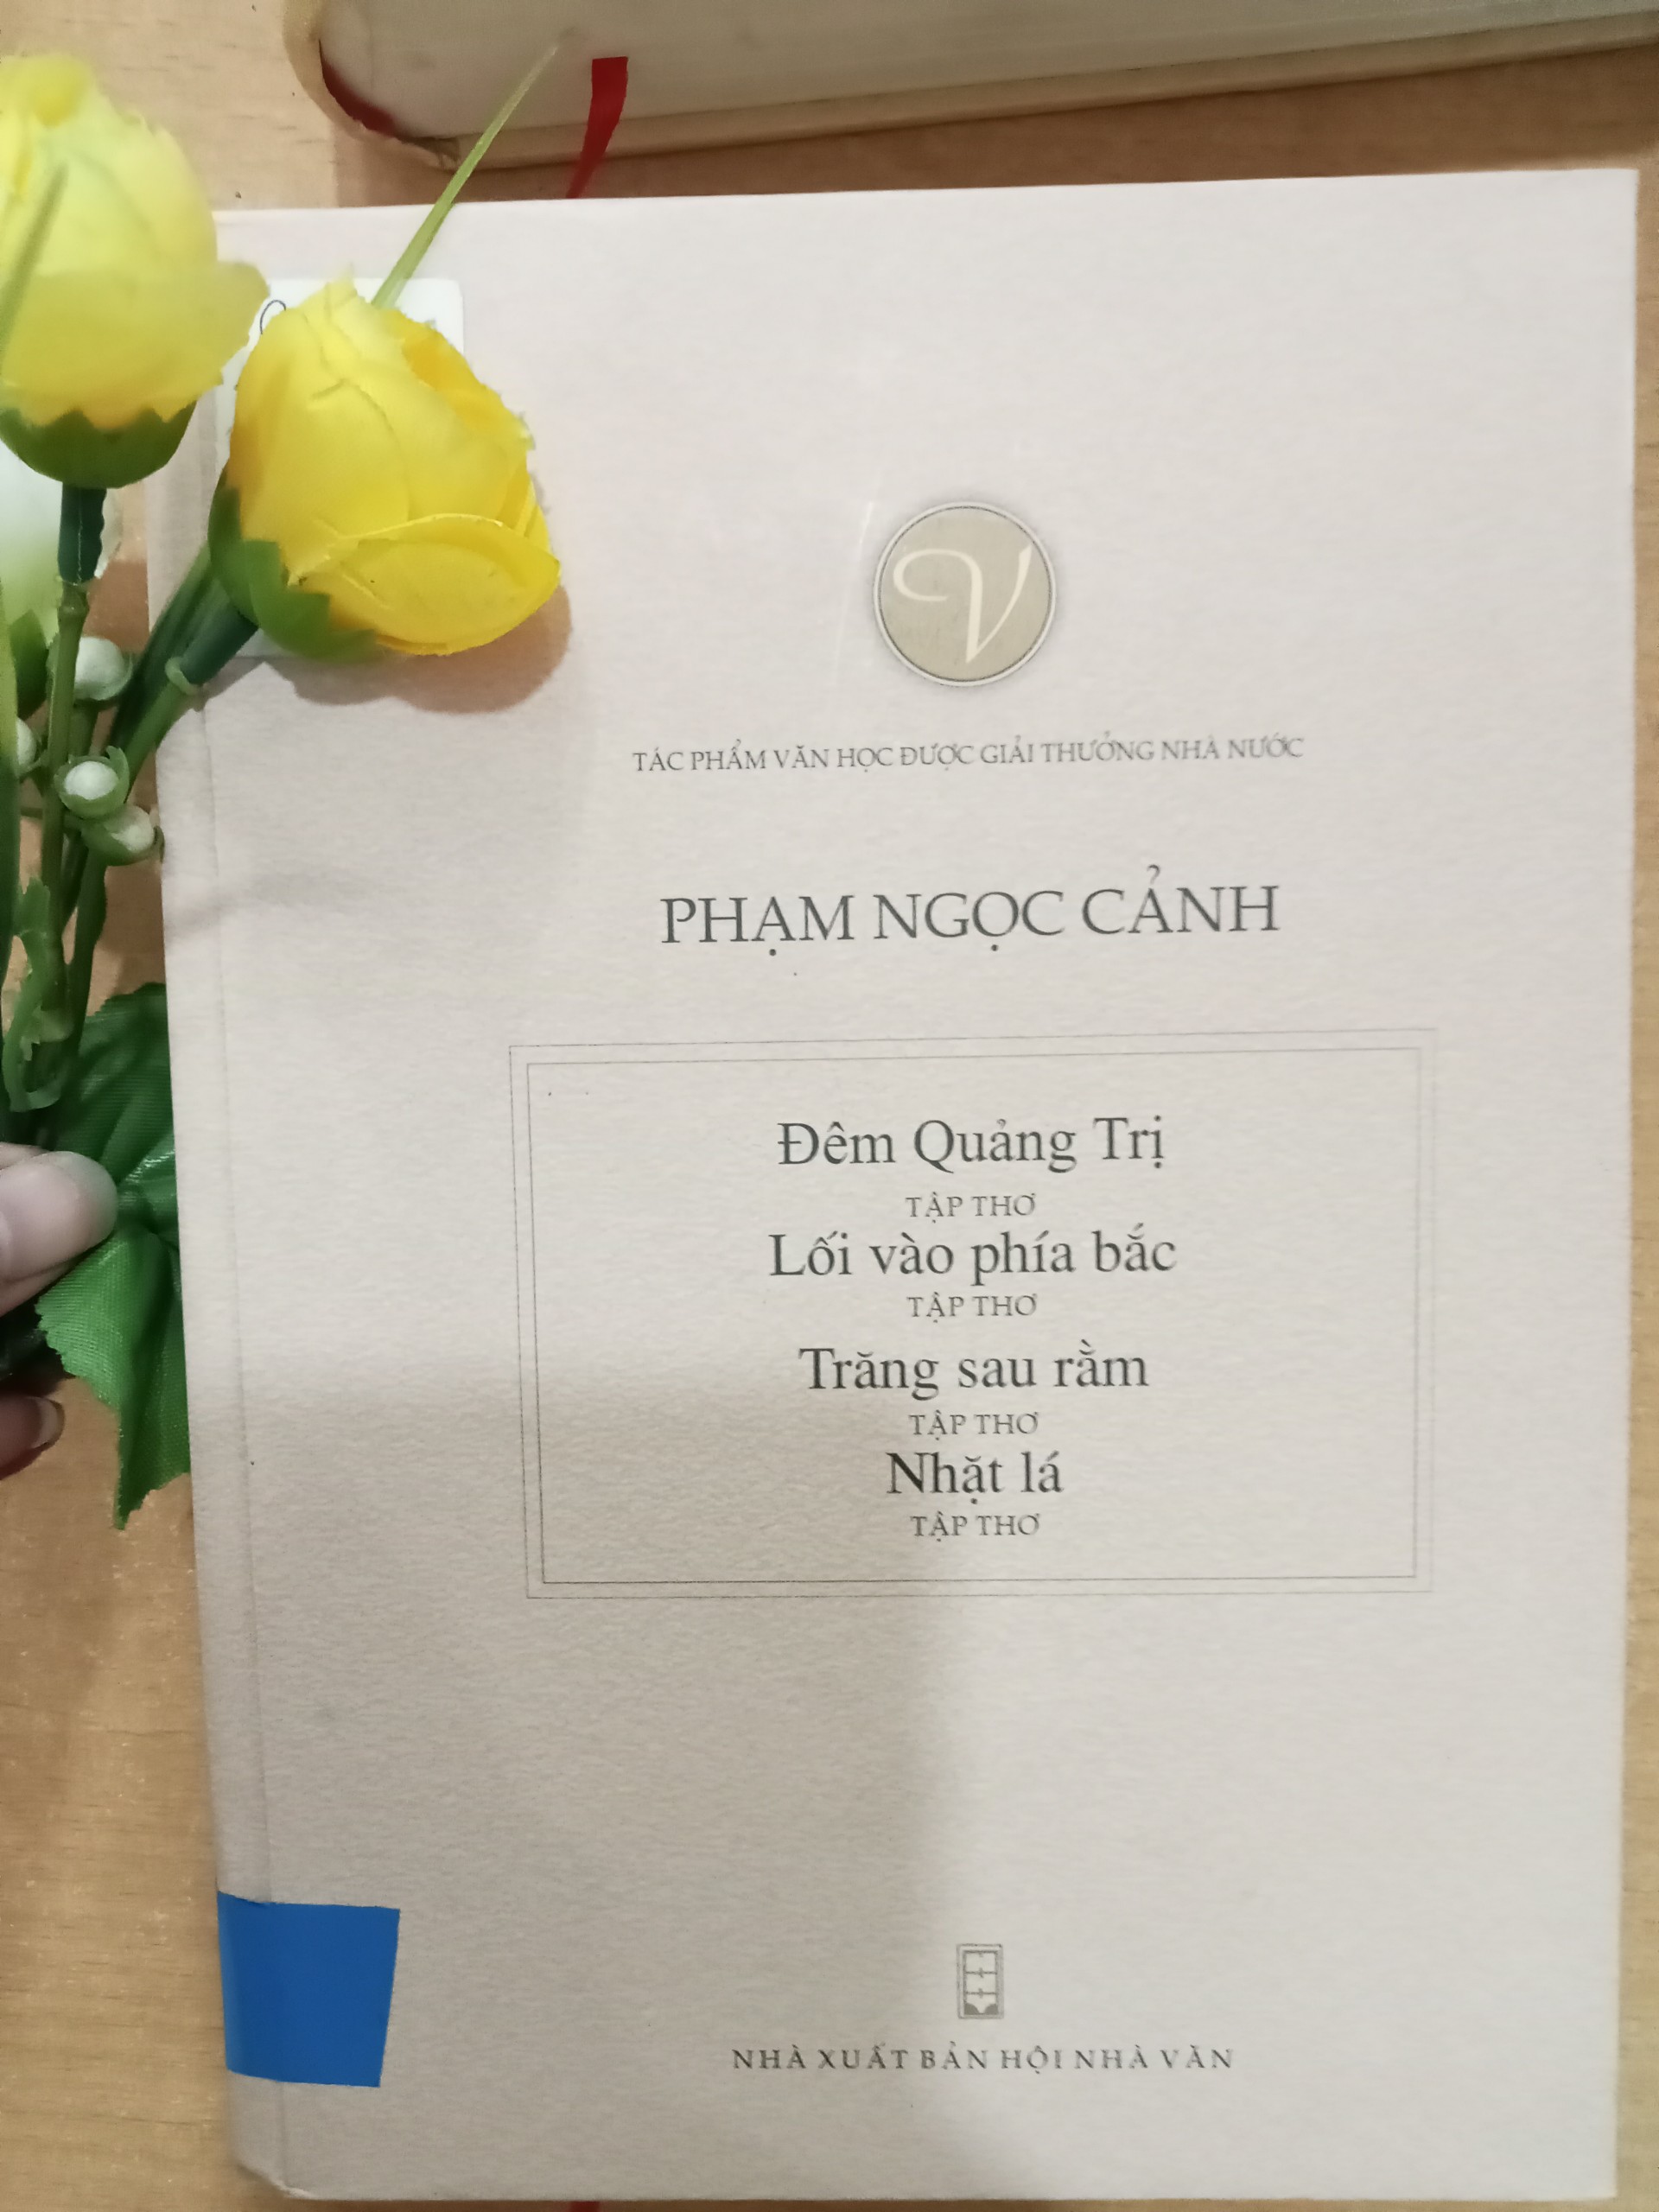 V
TÁC PHẨM VĂN HỌC ĐƯỢC GIẢI THƯỞNG NHÀ NƯỚC
PHẠM NGỌC CẢNH
Đêm Quảng Trị
TẬP THƠ
Lối vào phía bắc
TẬP THƠ
Trăng sau rằm
TẬP THƠ
Nhặt lá
TẬP THƠ
NHÀ XUẤT BẢN HỘI NHÀ VĂN